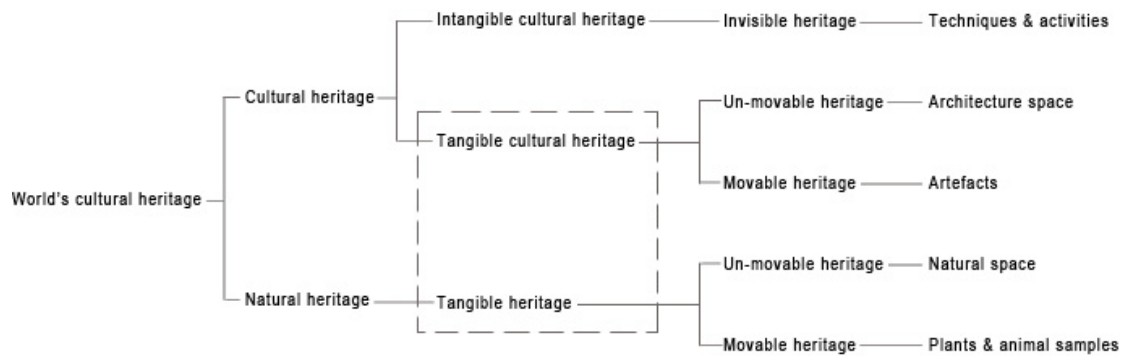 Intangible cultural heritage
Invisible heritage
Techniques & activities
Cultural heritage
Un-movable heritage
Architecture space
Tangible cultural heritage
Movable heritage
Artefacts
World's cultural heritage
Un-movable heritage
Natural space
Natural heritage
Tangible heritage
Movable heritage
Plants & animal samples